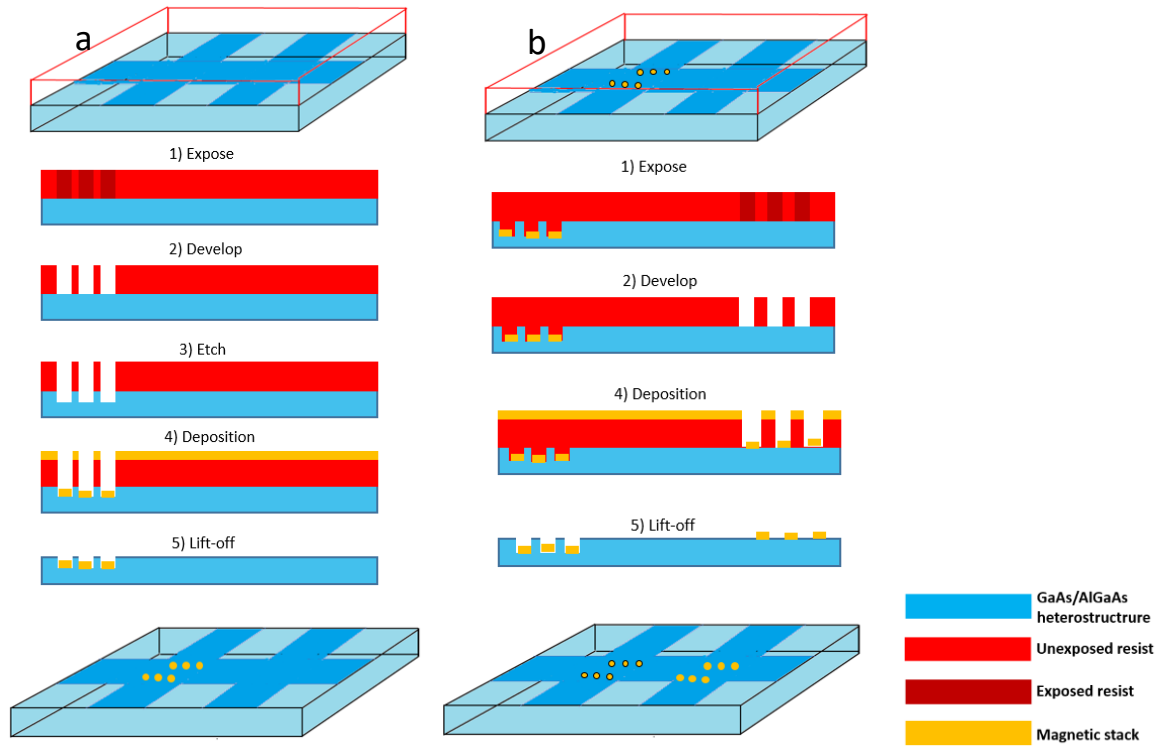 a
1) Expose
2) Develop
3) Etch
4) Deposition
5) Lift-off
b
1) Expose
2) Develop
4) Deposition
5) Lift-off
GaAs/AlGaAs
heterostructrure
Unexposed resist
Exposed resist
Magnetic stack